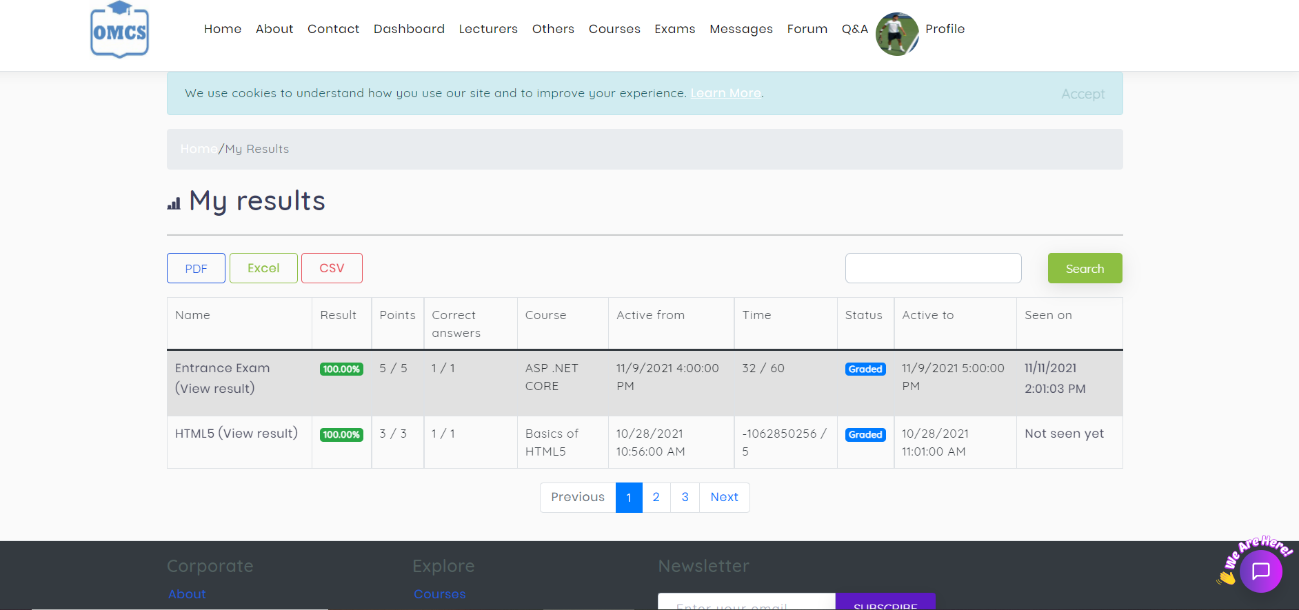 OMCS
Home About Contact Dashboard Lecturers Others Courses Exams Messages Forum Q&A Profile
We use cookies to understand how you use our site and to improve your experience. Learn More. Accept
Home/My Results
My results
PDF Excel CSV Search
Name Result Points Correct answers Course Active from Time Status Active to Seen on
Entrance Exam (View result) 100.00% 5 / 5 1 / 1 ASP .NET CORE 11/9/2021 4:00:00 PM 32 / 60 Graded 11/9/2021 5:00:00 PM 11/11/2021 2:01:03 PM
HTML5 (View result) 100.00% 3 / 3 1 / 1 Basics of HTML5 10/28/2021 10:56:00 AM -1062850256 / 5 Graded 10/28/2021 11:01:00 AM Not seen yet
Previous 1 2 3 Next
We Are Here!
Corporate Explore Newsletter
About Courses
Enter your email SUBSCRIBE